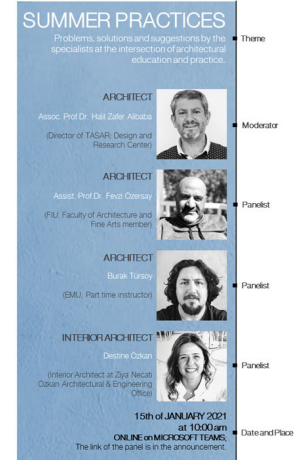 SUMMER PRACTICES
Problems, solutions and suggestions by the
specialists at the intersection of architectural
education and practice.
Theme
ARCHITECT
Assoc. Prof.Dr. Halil Zafer Alibaba
(Director of TASAR; Design and
Research Center)
Moderator
ARCHITECT
Assist. Prof.Dr. Fevzi Özersay
(FIU, Faculty of Architecture and
Fine Arts member)
Panelist
ARCHITECT
Burak Türsoy
(EMU, Part time instructor)
Panelist
INTERIOR ARCHITECT
Destine Özkan
(Interior Architect at Ziya Necati
Özkan Architectural & Engineering
Office)
Panelist
15th of JANUARY 2021
at 10:00 am
ONLINE on MICROSOFT TEAMS;
The link of the panel is in the announcement.
Date and Place